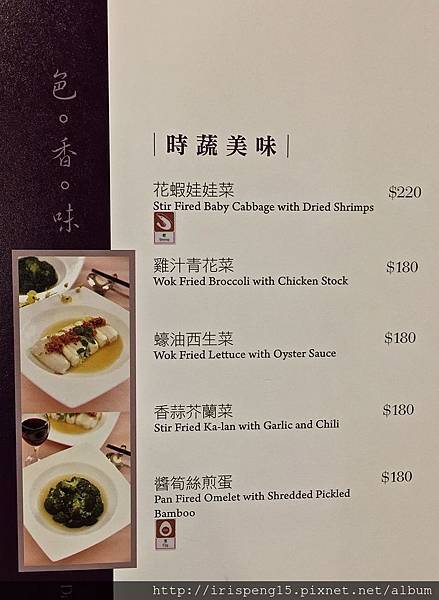 色。香。味
時蔬美味
花蝦娃娃菜 $220
Stir Fired Baby Cabbage with Dried Shrimps
雞汁青花菜 $180
Wok Fried Broccoli with Chicken Stock
蠔油西生菜 $180
Wok Fried Lettuce with Oyster Sauce
香蒜芥蘭菜 $180
Stir Fried Ka-lan with Garlic and Chili
醬筍絲煎蛋 $180
Pan Fired Omelet with Shredded Pickled
Bamboo
http://irispeng15.pixnet.net/album